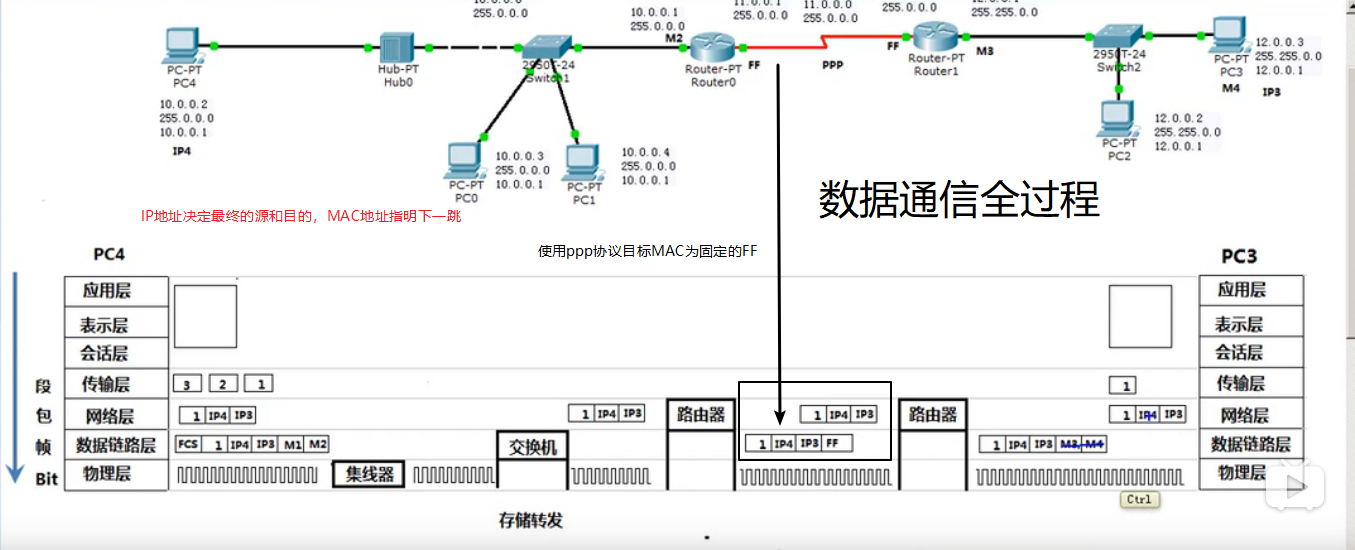 10.0.0.0
255.0.0.0
10.0.0.1
255.0.0.0
M2
11.0.0.1
255.0.0.0
11.0.0.0
255.0.0.0
255.0.0.0
12.0.0.1
255.255.0.0
PC-PT
PC4
Hub-PT
Hub0
2950T-24
Switch1
Router-PT
Router0
FF
PPP
FF
Router-PT
Router1
M3
2950T-24
Switch2
PC-PT
PC3
M4
12.0.0.3
255.255.0.0
12.0.0.1
IP3
10.0.0.2
255.0.0.0
10.0.0.1
IP4
PC-PT
PC0
10.0.0.3
255.0.0.0
10.0.0.1
PC-PT
PC1
10.0.0.4
255.0.0.0
10.0.0.1
PC-PT
PC2
12.0.0.2
255.255.0.0
12.0.0.1
数据通信全过程
IP地址决定最终的源和目的，MAC地址指明下一跳
使用ppp协议目标MAC为固定的FF
PC4
PC3
应用层
应用层
表示层
表示层
会话层
会话层
段 传输层 3 2 1 1 传输层
包 网络层 1 IP4 IP3 1 IP4 IP3 路由器 1 IP4 IP3 路由器 1 IP4 IP3 网络层
帧 数据链路层 FCS 1 IP4 IP3 M1 M2 交换机 1 IP4 IP3 FF 1 IP4 IP3 M3 M4 数据链路层
Bit 物理层 集线器 物理层
Ctrl
存储转发